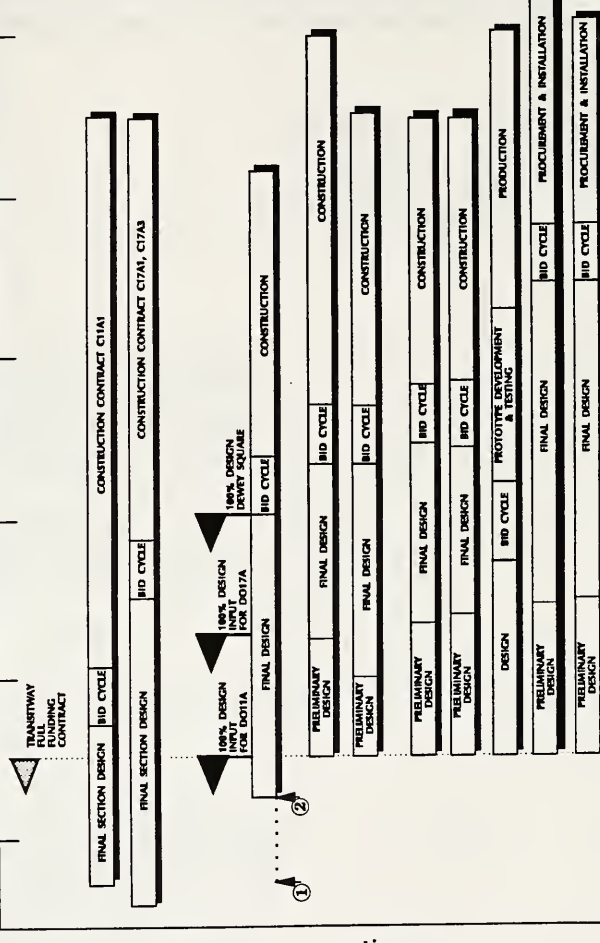 TRANSITWAY
FULL
FUNDING
CONTRACT
FINAL SECTION DESIGN
BID CYCLE
CONSTRUCTION CONTRACT C11A1
FINAL SECTION DESIGN
BID CYCLE
CONSTRUCTION CONTRACT C17A1, C17A3
100% DESIGN
INPUT
FOR DO11A
100% DESIGN
INPUT
FOR DO17A
100% DESIGN
DEWEY SQUARE
FINAL DESIGN
BID CYCLE
CONSTRUCTION
1
2
PRELIMINARY
DESIGN
FINAL DESIGN
BID CYCLE
CONSTRUCTION
PRELIMINARY
DESIGN
FINAL DESIGN
BID CYCLE
CONSTRUCTION
PRELIMINARY
DESIGN
FINAL DESIGN
BID CYCLE
CONSTRUCTION
PRELIMINARY
DESIGN
FINAL DESIGN
BID CYCLE
CONSTRUCTION
DESIGN
BID CYCLE
PROTOTYPE DEVELOPMENT
& TESTING
PRODUCTION
PRELIMINARY
DESIGN
FINAL DESIGN
BID CYCLE
PROCUREMENT & INSTALLATION
PRELIMINARY
DESIGN
FINAL DESIGN
BID CYCLE
PROCUREMENT & INSTALLATION